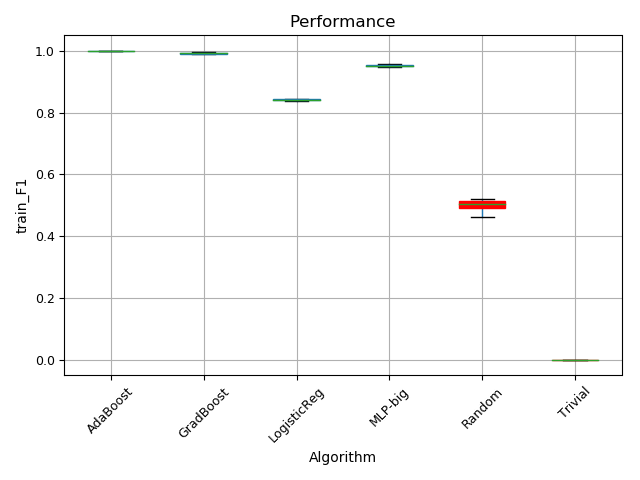 Performance
train_F1
1.0
0.8
0.6
0.4
0.2
0.0
AdaBoost
GradBoost
LogisticReg
MLP-big
Random
Trivial
Algorithm